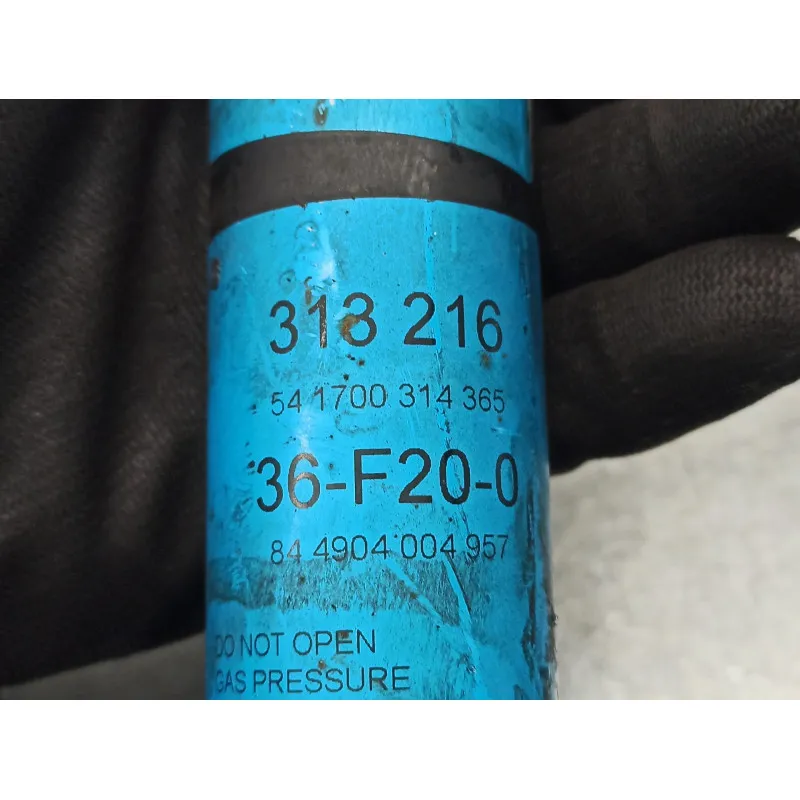 313 216
54 1700 314 365
36-F20-0
84 4904 004 957
DO NOT OPEN
GAS PRESSURE